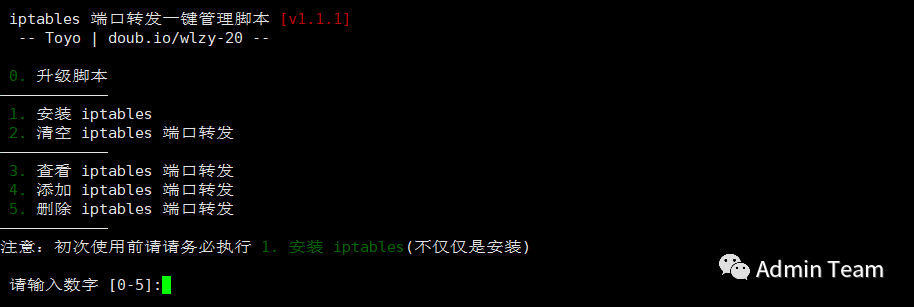 iptables 端口转发一键管理脚本 [v1.1.1]
-- Toyo | doub.io/wlzy-20 --
0. 升级脚本
1. 安装 iptables
2. 清空 iptables 端口转发
3. 查看 iptables 端口转发
4. 添加 iptables 端口转发
5. 删除 iptables 端口转发
注意：初次使用前请请务必执行 1. 安装 iptables(不仅仅是安装)
请输入数字 [0-5]:
Admin Team